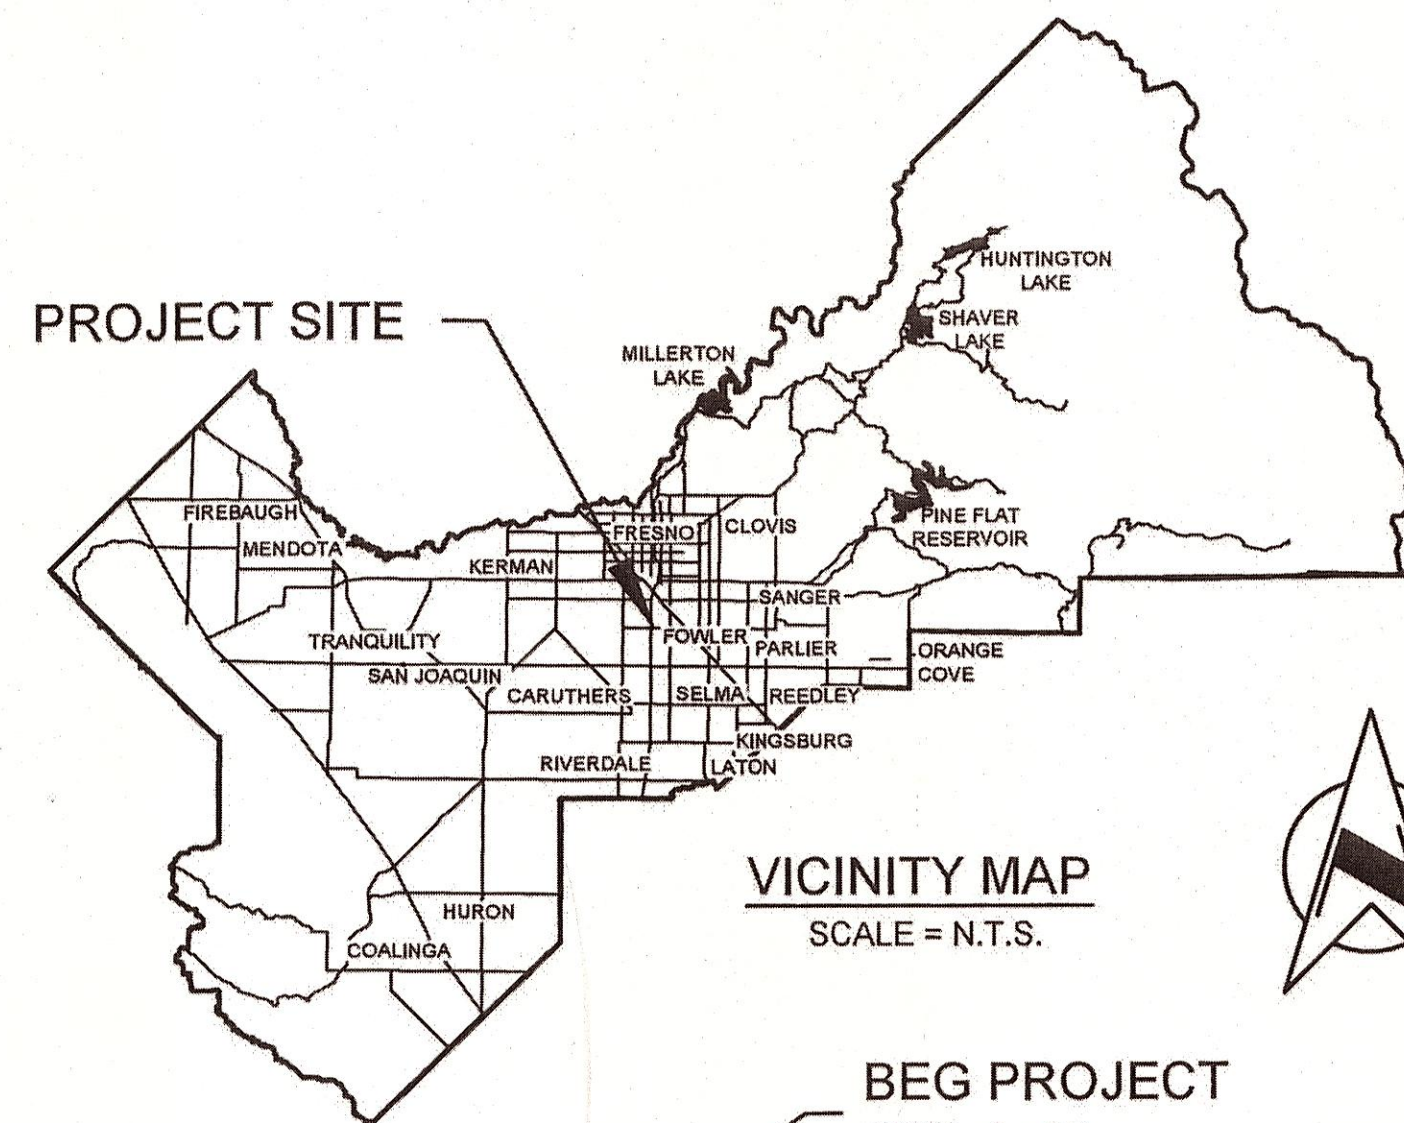 HUNTINGTON
LAKE
SHAVER
LAKE
PROJECT SITE
MILLERTON
LAKE
FIREBAUGH
MENDOTA
FRESNO
CLOVIS
PINE FLAT
RESERVOIR
KERMAN
SANGER
TRANQUILITY
FOWLER
PARLIER
ORANGE
COVE
SAN JOAQUIN
CARUTHERS
SELMA
REEDLEY
KINGSBURG
RIVERDALE
LATON
VICINITY MAP
SCALE = N.T.S.
HURON
COALINGA
BEG PROJECT